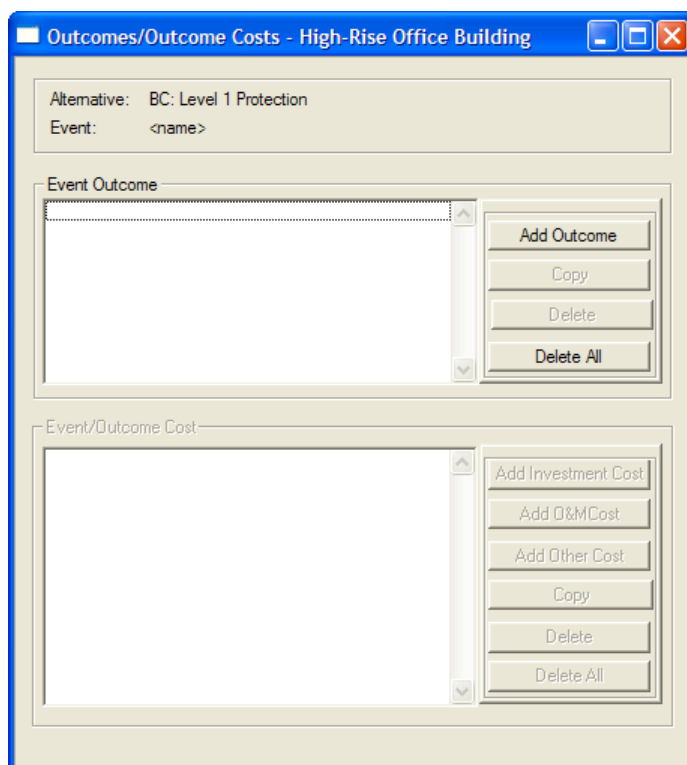 Outcomes/Outcome Costs - High-Rise Office Building
Alternative: BC: Level 1 Protection
Event: <name>
Event Outcome
Add Outcome
Copy
Delete
Delete All
Event/Outcome Cost
Add Investment Cost
Add O&MCost
Add Other Cost
Copy
Delete
Delete All